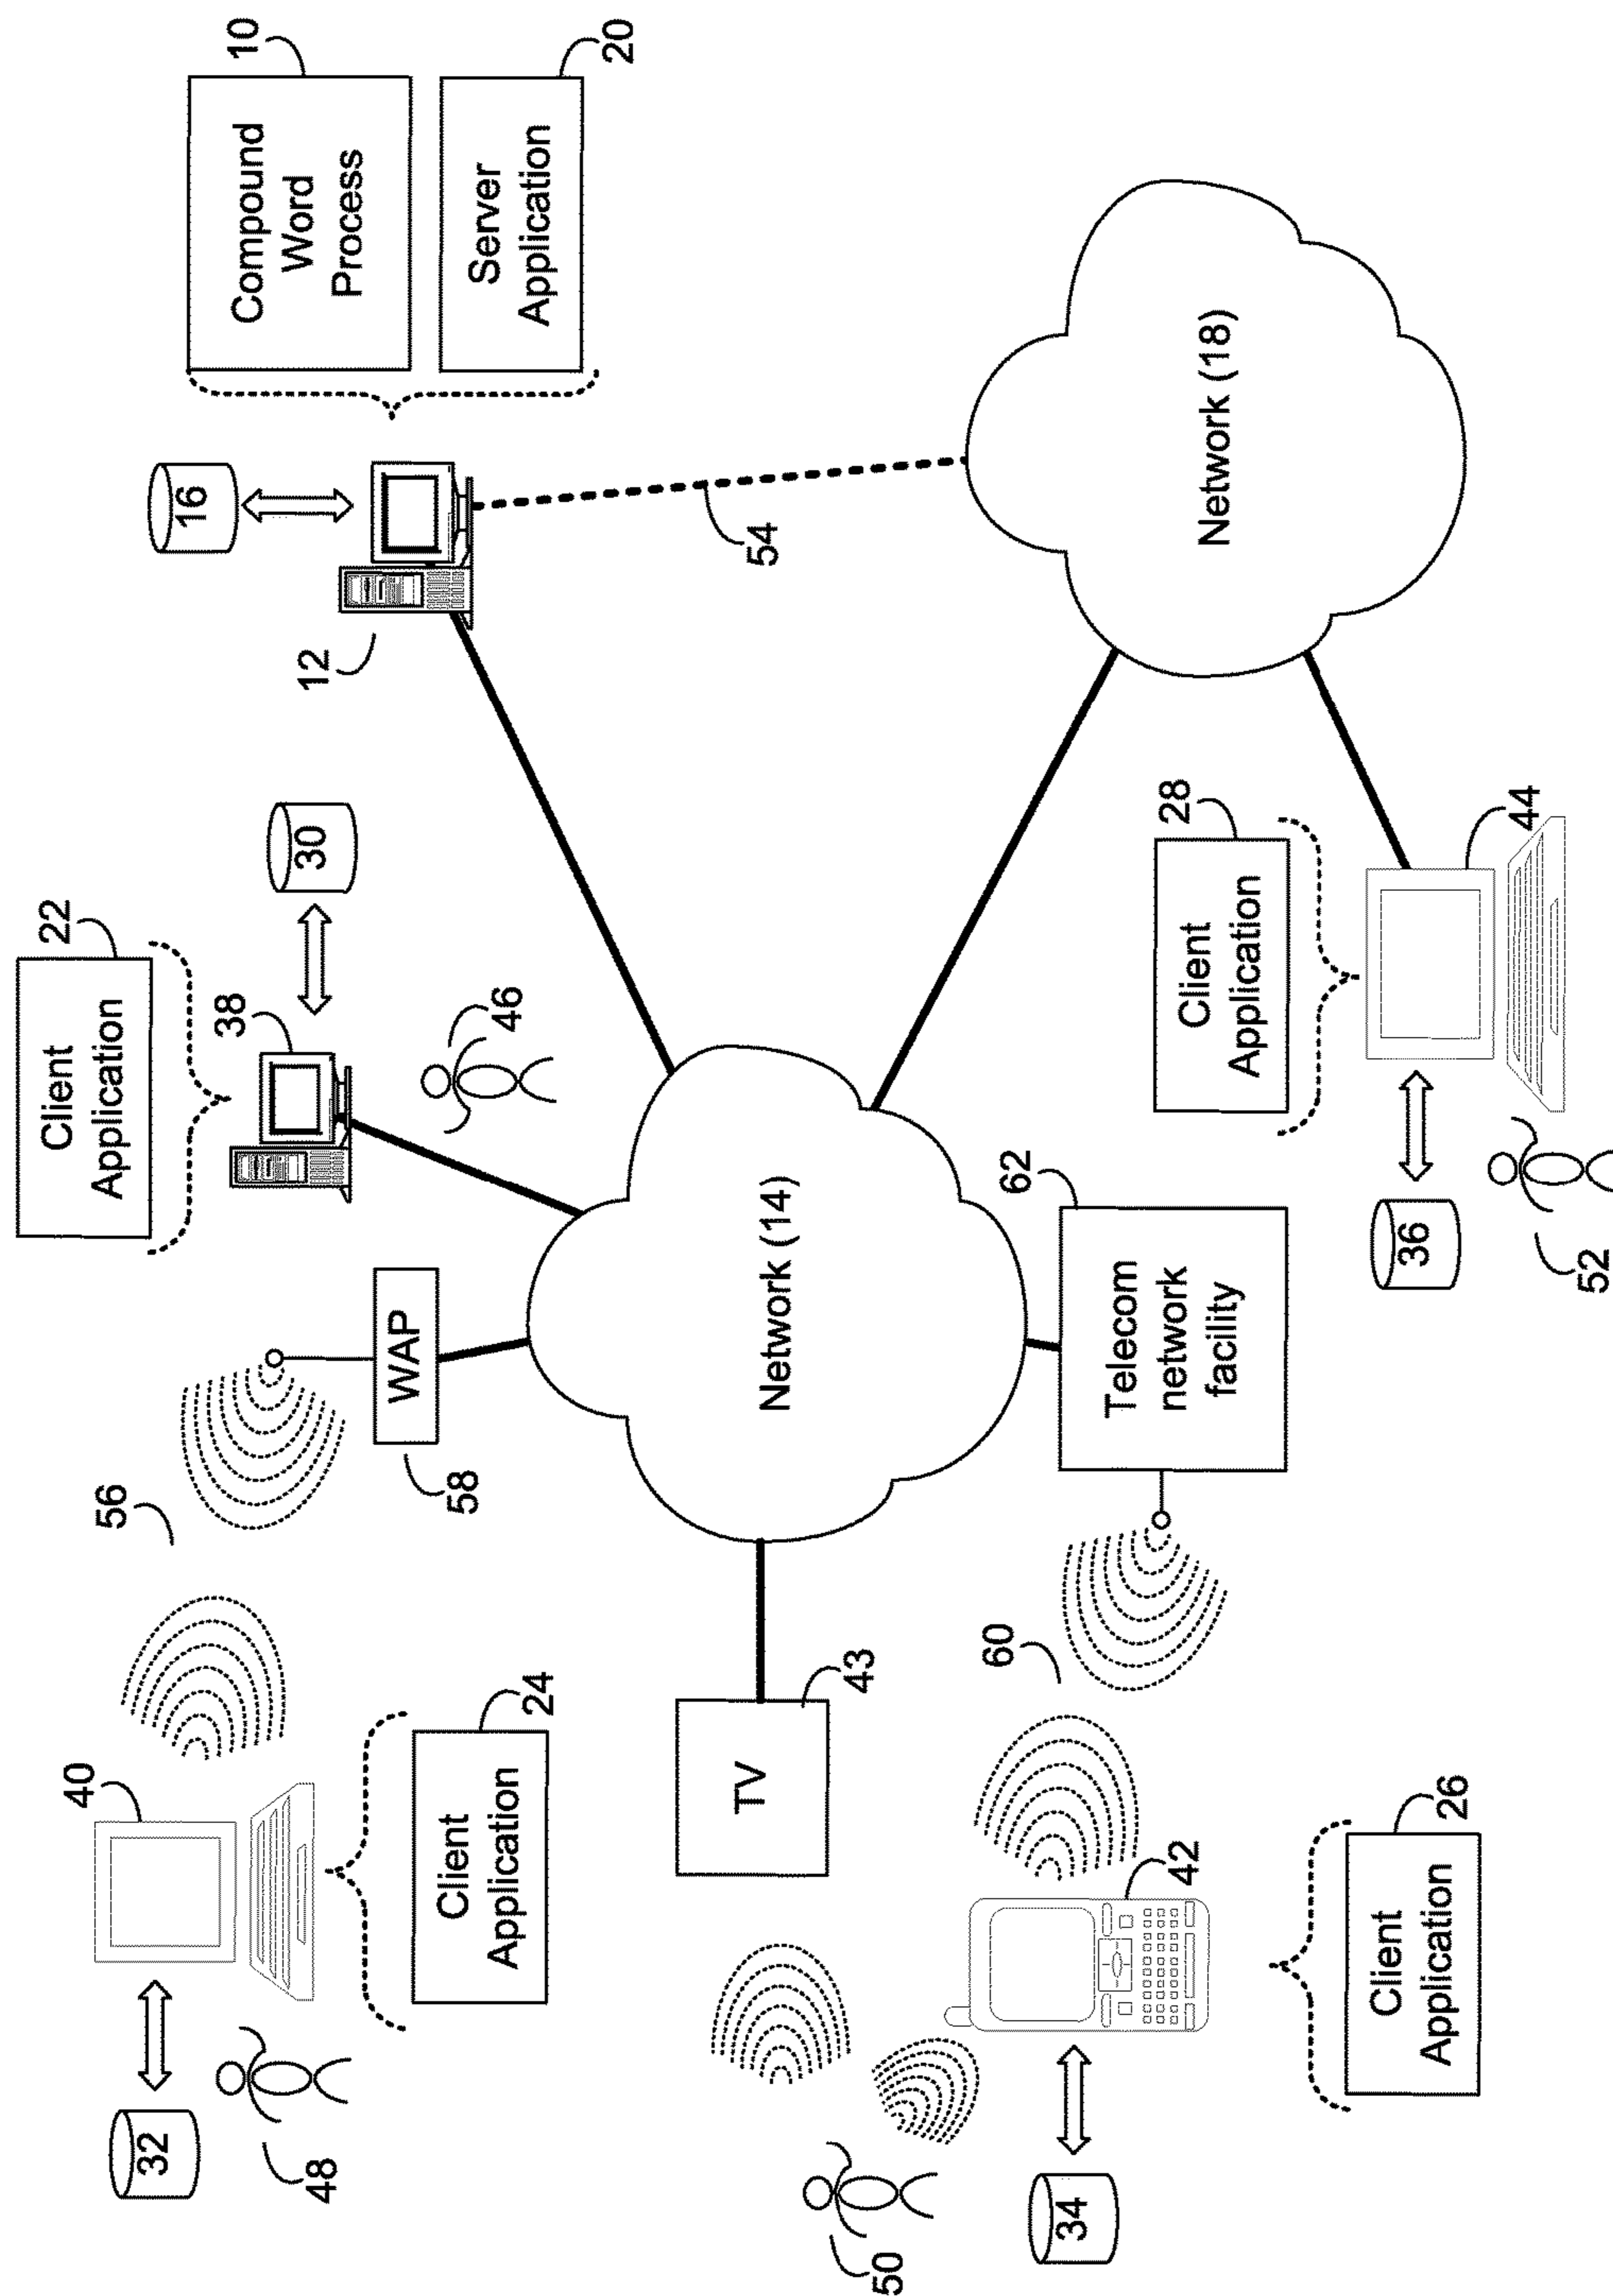 32
48
40
Client
Application
24
56
58
WAP
Client
Application
22
38
30
46
12
16
Compound
Word
Process
10
Server
Application
20
54
50
34
42
Client
Application
26
TV
43
60
Network (14)
Telecom
network
facility
62
Network (18)
Client
Application
28
44
36
52